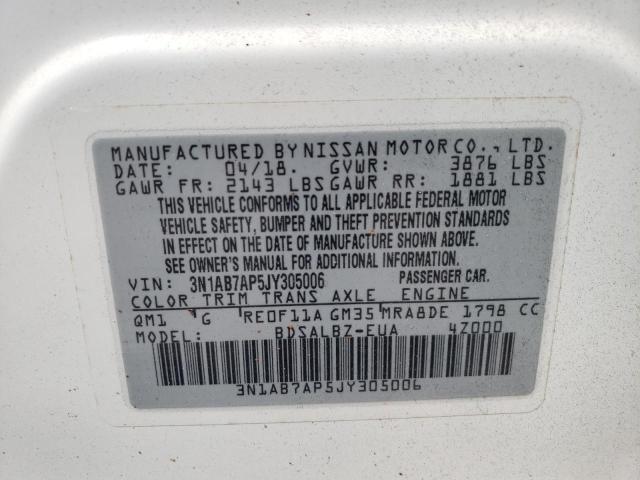 MANUFACTURED BY NISSAN MOTOR CO., LTD.
DATE: 04/18. GVWR: 3876 LBS
GAWR FR: 2143 LBS GAWR RR: 1881 LBS
THIS VEHICLE CONFORMS TO ALL APPLICABLE FEDERAL MOTOR
VEHICLE SAFETY, BUMPER AND THEFT PREVENTION STANDARDS
IN EFFECT ON THE DATE OF MANUFACTURE SHOWN ABOVE.
SEE OWNER'S MANUAL FOR ADDITIONAL INFORMATION.
VIN: 3N1AB7AP5JY305006 PASSENGER CAR.
COLOR TRIM TRANS AXLE ENGINE
QM1 G RE0F11A GM35 MRA8DE 1798 CC
MODEL: BDSALBZ-EUA 4Z000
3N1AB7AP5JY305006